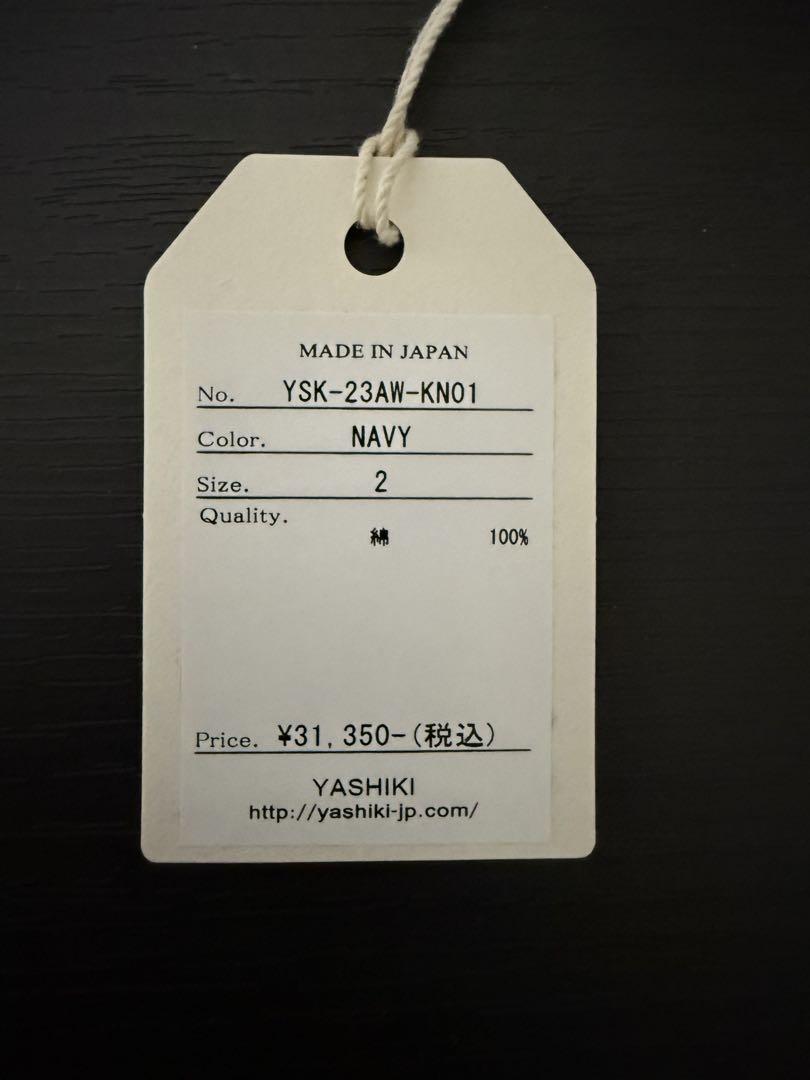 MADE IN JAPAN
No. YSK-23AW-KN01
Color. NAVY
Size. 2
Quality.
綿 100%
Price. ¥31,350-(税込)
YASHIKI
http://yashiki-jp.com/